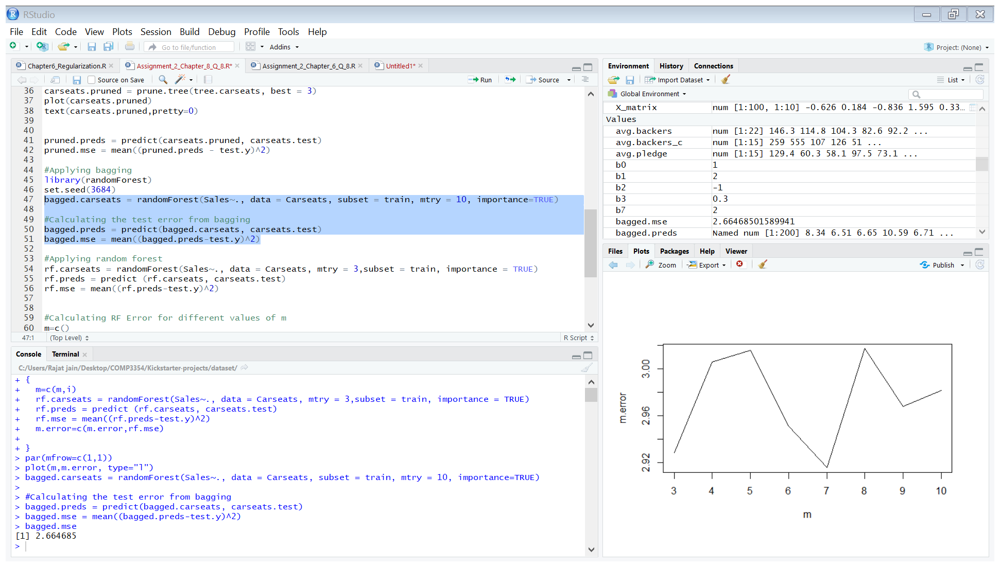 RStudio
File Edit Code View Plots Session Build Debug Profile Tools Help
Go to file/function Addins Project: (None)
Chapter6_Regularization.R Assignment_2_Chapter_8_Q_8.R* Assignment_2_Chapter_6_Q_8.R Untitled1*
Source on Save Run Source
36 carseats.pruned = prune.tree(tree.carseats, best = 3)
37 plot(carseats.pruned)
38 text(carseats.pruned,pretty=0)
39
40
41 pruned.preds = predict(carseats.pruned, carseats.test)
42 pruned.mse = mean((pruned.preds - test.y)^2)
43
44 #Applying bagging
45 library(randomForest)
46 set.seed(3684)
47 bagged.carseats = randomForest(Sales~., data = Carseats, subset = train, mtry = 10, importance=TRUE)
48
49 #Calculating the test error from bagging
50 bagged.preds = predict(bagged.carseats, carseats.test)
51 bagged.mse = mean((bagged.preds-test.y)^2)
52
53 #Applying random forest
54 rf.carseats = randomForest(Sales~., data = Carseats, mtry = 3,subset = train, importance = TRUE)
55 rf.preds = predict (rf.carseats, carseats.test)
56 rf.mse = mean((rf.preds-test.y)^2)
57
58
59 #Calculating RF Error for different values of m
60 m=c()
47:1 (Top Level) R Script
Console Terminal
C:/Users/Rajat jain/Desktop/COMP3354/Kickstarter-projects/dataset/
+ {
+   m=c(m,i)
+   rf.carseats = randomForest(Sales~., data = Carseats, mtry = 3,subset = train, importance = TRUE)
+   rf.preds = predict (rf.carseats, carseats.test)
+   rf.mse = mean((rf.preds-test.y)^2)
+   m.error=c(m.error,rf.mse)
+
+ }
> par(mfrow=c(1,1))
> plot(m,m.error, type="l")
> bagged.carseats = randomForest(Sales~., data = Carseats, subset = train, mtry = 10, importance=TRUE)
>
> #Calculating the test error from bagging
> bagged.preds = predict(bagged.carseats, carseats.test)
> bagged.mse = mean((bagged.preds-test.y)^2)
> bagged.mse
[1] 2.664685
>
Environment History Connections
Import Dataset List
Global Environment
X_matrix num [1:100, 1:10] -0.626 0.184 -0.836 1.595 0.33...
Values
avg.backers num [1:22] 146.3 114.8 104.3 82.6 92.2 ...
avg.backers_c num [1:15] 259 555 107 126 51 ...
avg.pledge num [1:15] 129.4 60.3 58.1 97.5 73.1 ...
b0 1
b1 2
b2 -1
b3 0.3
b7 2
bagged.mse 2.66468501589941
bagged.preds Named num [1:200] 8.34 6.51 6.65 10.59 6.71 ...
Files Plots Packages Help Viewer
Zoom Export Publish
m.error
3.00
2.96
2.92
3 4 5 6 7 8 9 10
m